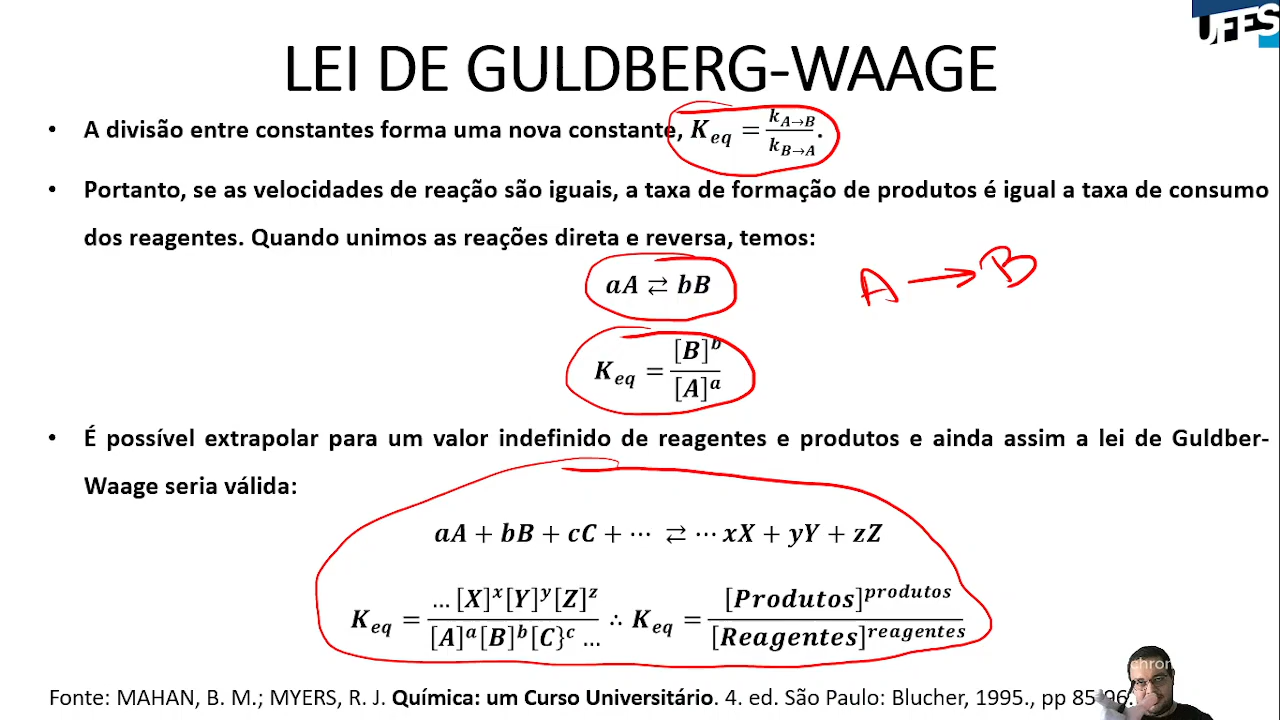 UFES
LEI DE GULDBERG-WAAGE
• A divisão entre constantes forma uma nova constante, K_eq = k_{A→B} / k_{B→A}.
• Portanto, se as velocidades de reação são iguais, a taxa de formação de produtos é igual a taxa de consumo
dos reagentes. Quando unimos as reações direta e reversa, temos:
aA ⇄ bB
A → B
K_eq = [B]^b / [A]^a
• É possível extrapolar para um valor indefinido de reagentes e produtos e ainda assim a lei de Guldber-
Waage seria válida:
aA + bB + cC + ⋯ ⇄ ⋯ xX + yY + zZ
K_eq = … [X]^x[Y]^y[Z]^z / [A]^a[B]^b[C}^c … ∴ K_eq = [Produtos]^produtos / [Reagentes]^reagentes
Fonte: MAHAN, B. M.; MYERS, R. J. Química: um Curso Universitário. 4. ed. São Paulo: Blucher, 1995., pp 85